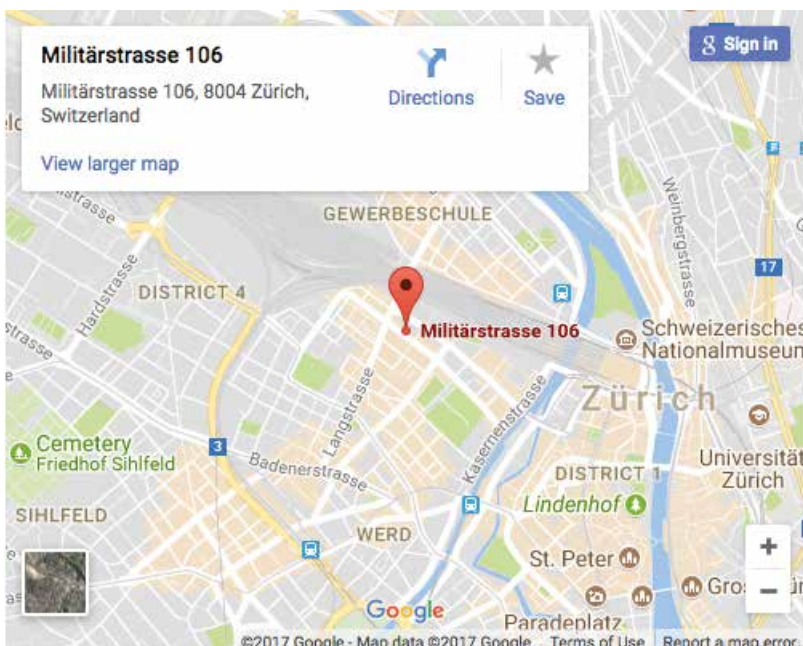 Militärstrasse 106
Militärstrasse 106, 8004 Zürich,
Switzerland
View larger map
Directions
Save
Sign in
strasse
GEWERBESCHULE
Weinbergstrasse
17
Hardstrasse
DISTRICT 4
Militärstrasse 106
Schweizerisches
Nationalmuseum
Zürich
Langstrasse
Kasernenstrasse
Cemetery
Friedhof Sihlfeld
3
Badenerstrasse
DISTRICT 1
Universität
Zürich
Lindenhof
SIHLFELD
WERD
St. Peter
Paradeplatz
Google
+
−
©2017 Google - Map data ©2017 Google
Terms of Use
Report a map error